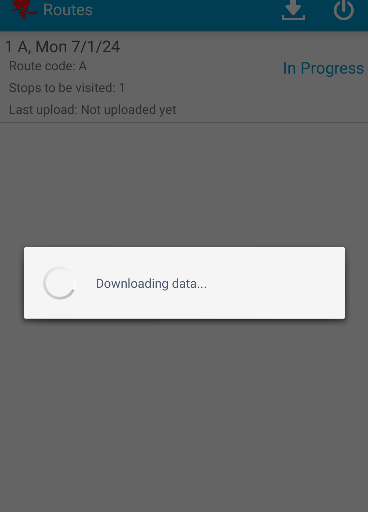 Routes
1 A, Mon 7/1/24
Route code: A
In Progress
Stops to be visited: 1
Last upload: Not uploaded yet
Downloading data...